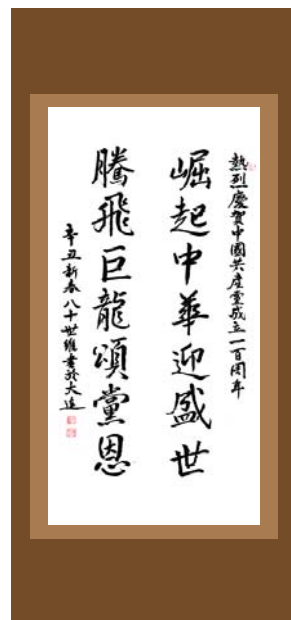 熱烈慶賀中國共産黨成立一百周年
崛起中華迎盛世
騰飛巨龍頌黨恩
辛丑新春八十世維書於大連